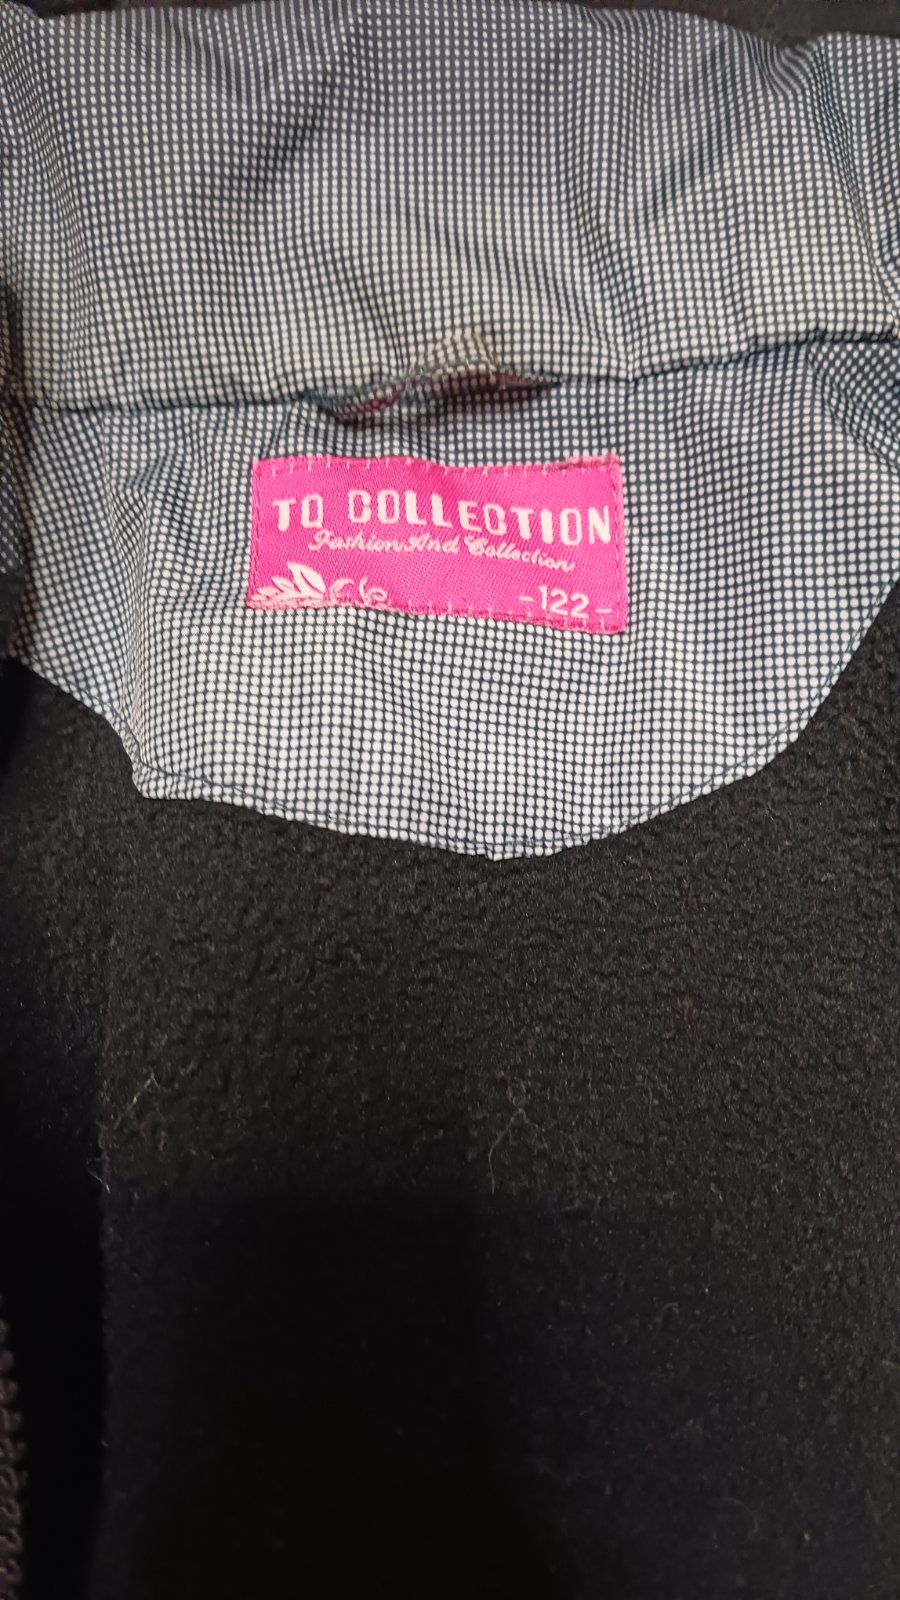 TQ COLLECTION
Fashion And Collection
-122-